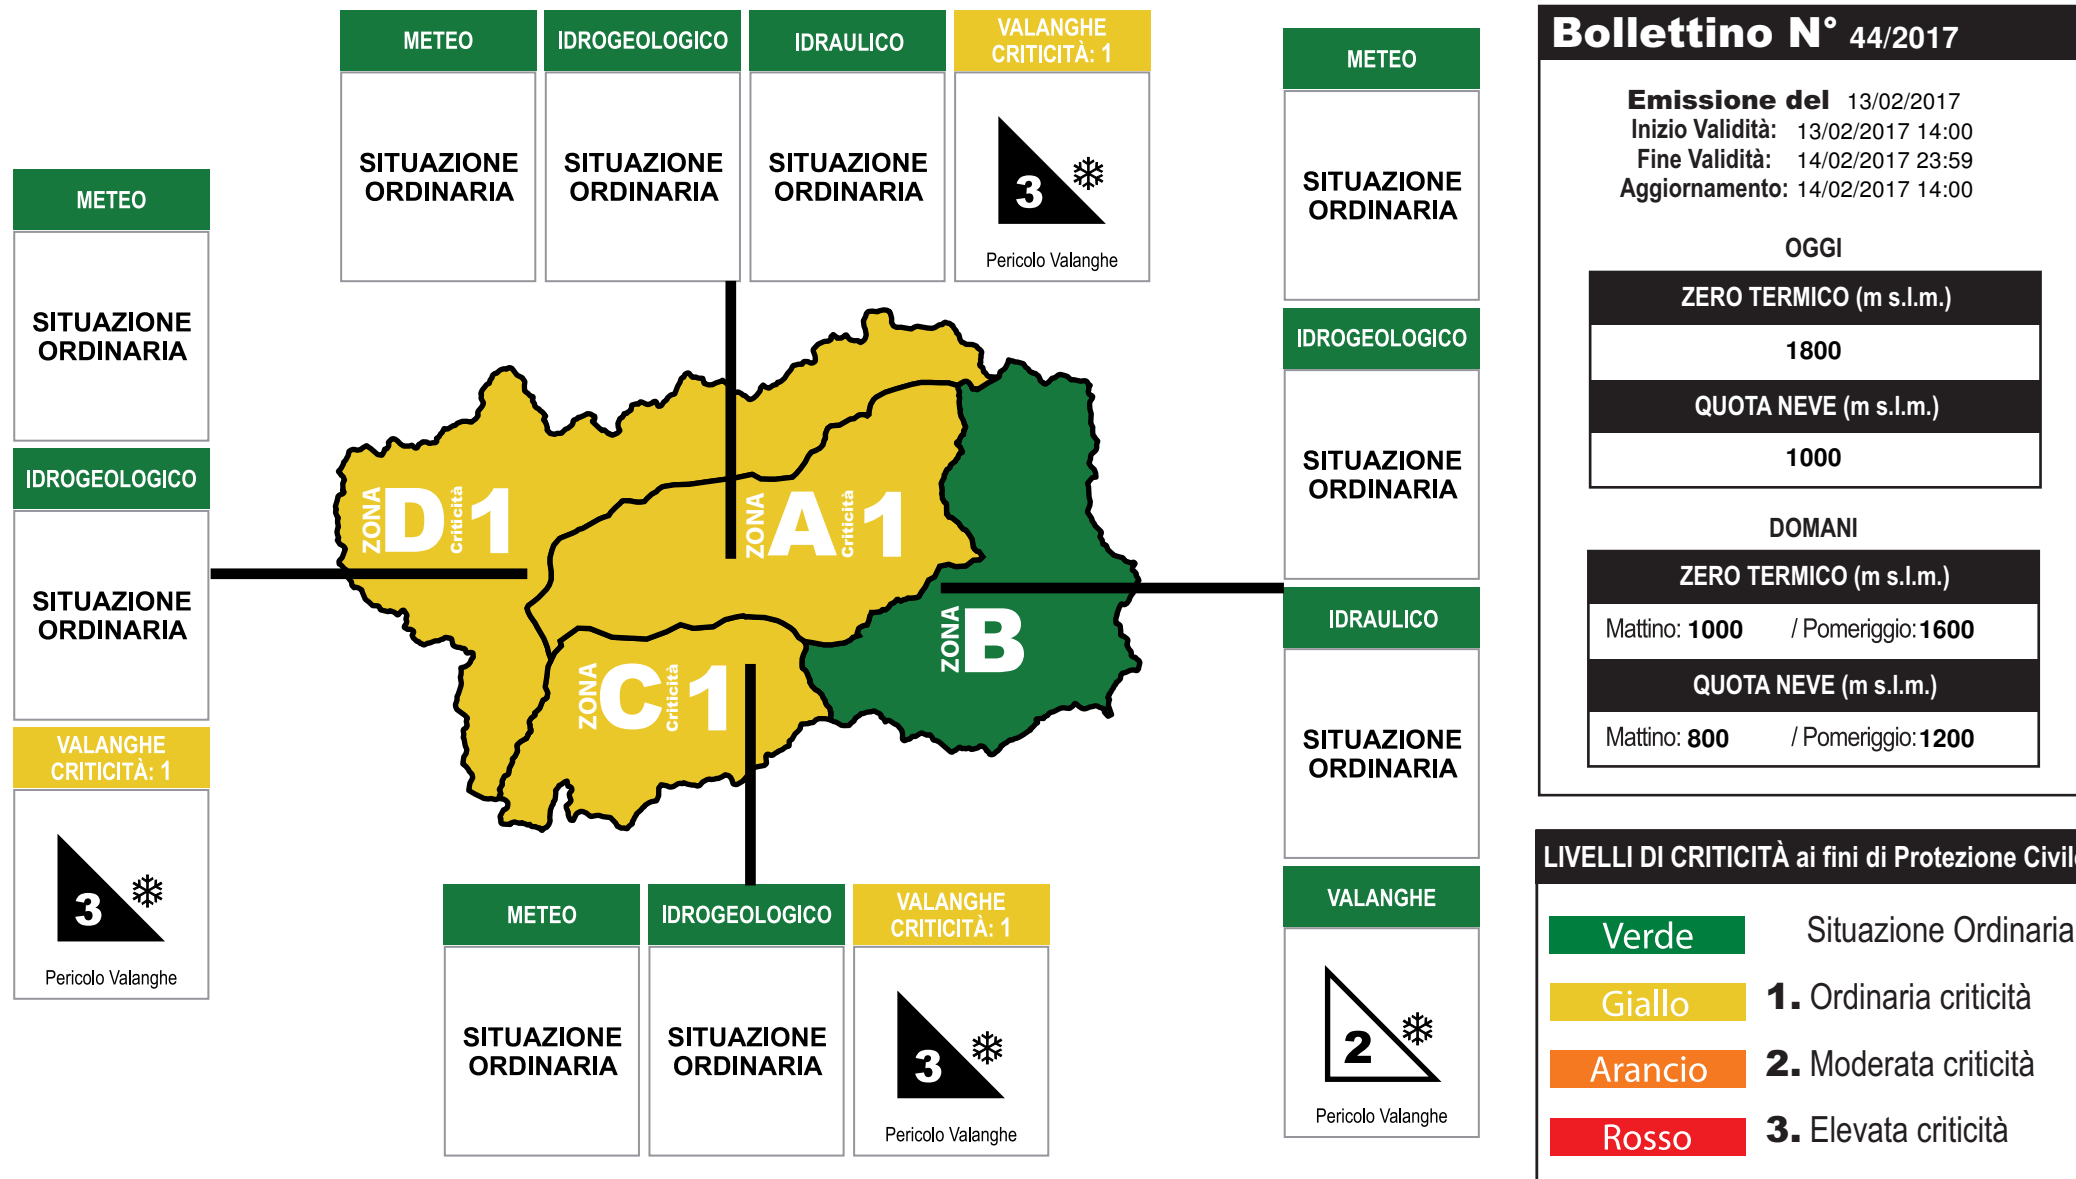 METEO
SITUAZIONE
ORDINARIA
IDROGEOLOGICO
SITUAZIONE
ORDINARIA
IDRAULICO
SITUAZIONE
ORDINARIA
VALANGHE
CRITICITÀ: 1
3
Pericolo Valanghe
METEO
SITUAZIONE
ORDINARIA
IDROGEOLOGICO
SITUAZIONE
ORDINARIA
VALANGHE
CRITICITÀ: 1
3
Pericolo Valanghe
ZONA D Criticità 1
ZONA A Criticità 1
ZONA B
ZONA C Criticità 1
METEO
SITUAZIONE
ORDINARIA
IDROGEOLOGICO
SITUAZIONE
ORDINARIA
VALANGHE
CRITICITÀ: 1
3
Pericolo Valanghe
METEO
SITUAZIONE
ORDINARIA
IDROGEOLOGICO
SITUAZIONE
ORDINARIA
IDRAULICO
SITUAZIONE
ORDINARIA
VALANGHE
2
Pericolo Valanghe
Bollettino N° 44/2017
Emissione del 13/02/2017
Inizio Validità: 13/02/2017 14:00
Fine Validità: 14/02/2017 23:59
Aggiornamento: 14/02/2017 14:00
OGGI
ZERO TERMICO (m s.l.m.)
1800
QUOTA NEVE (m s.l.m.)
1000
DOMANI
ZERO TERMICO (m s.l.m.)
Mattino: 1000 / Pomeriggio: 1600
QUOTA NEVE (m s.l.m.)
Mattino: 800 / Pomeriggio: 1200
LIVELLI DI CRITICITÀ ai fini di Protezione Civile
Verde Situazione Ordinaria
Giallo 1. Ordinaria criticità
Arancio 2. Moderata criticità
Rosso 3. Elevata criticità